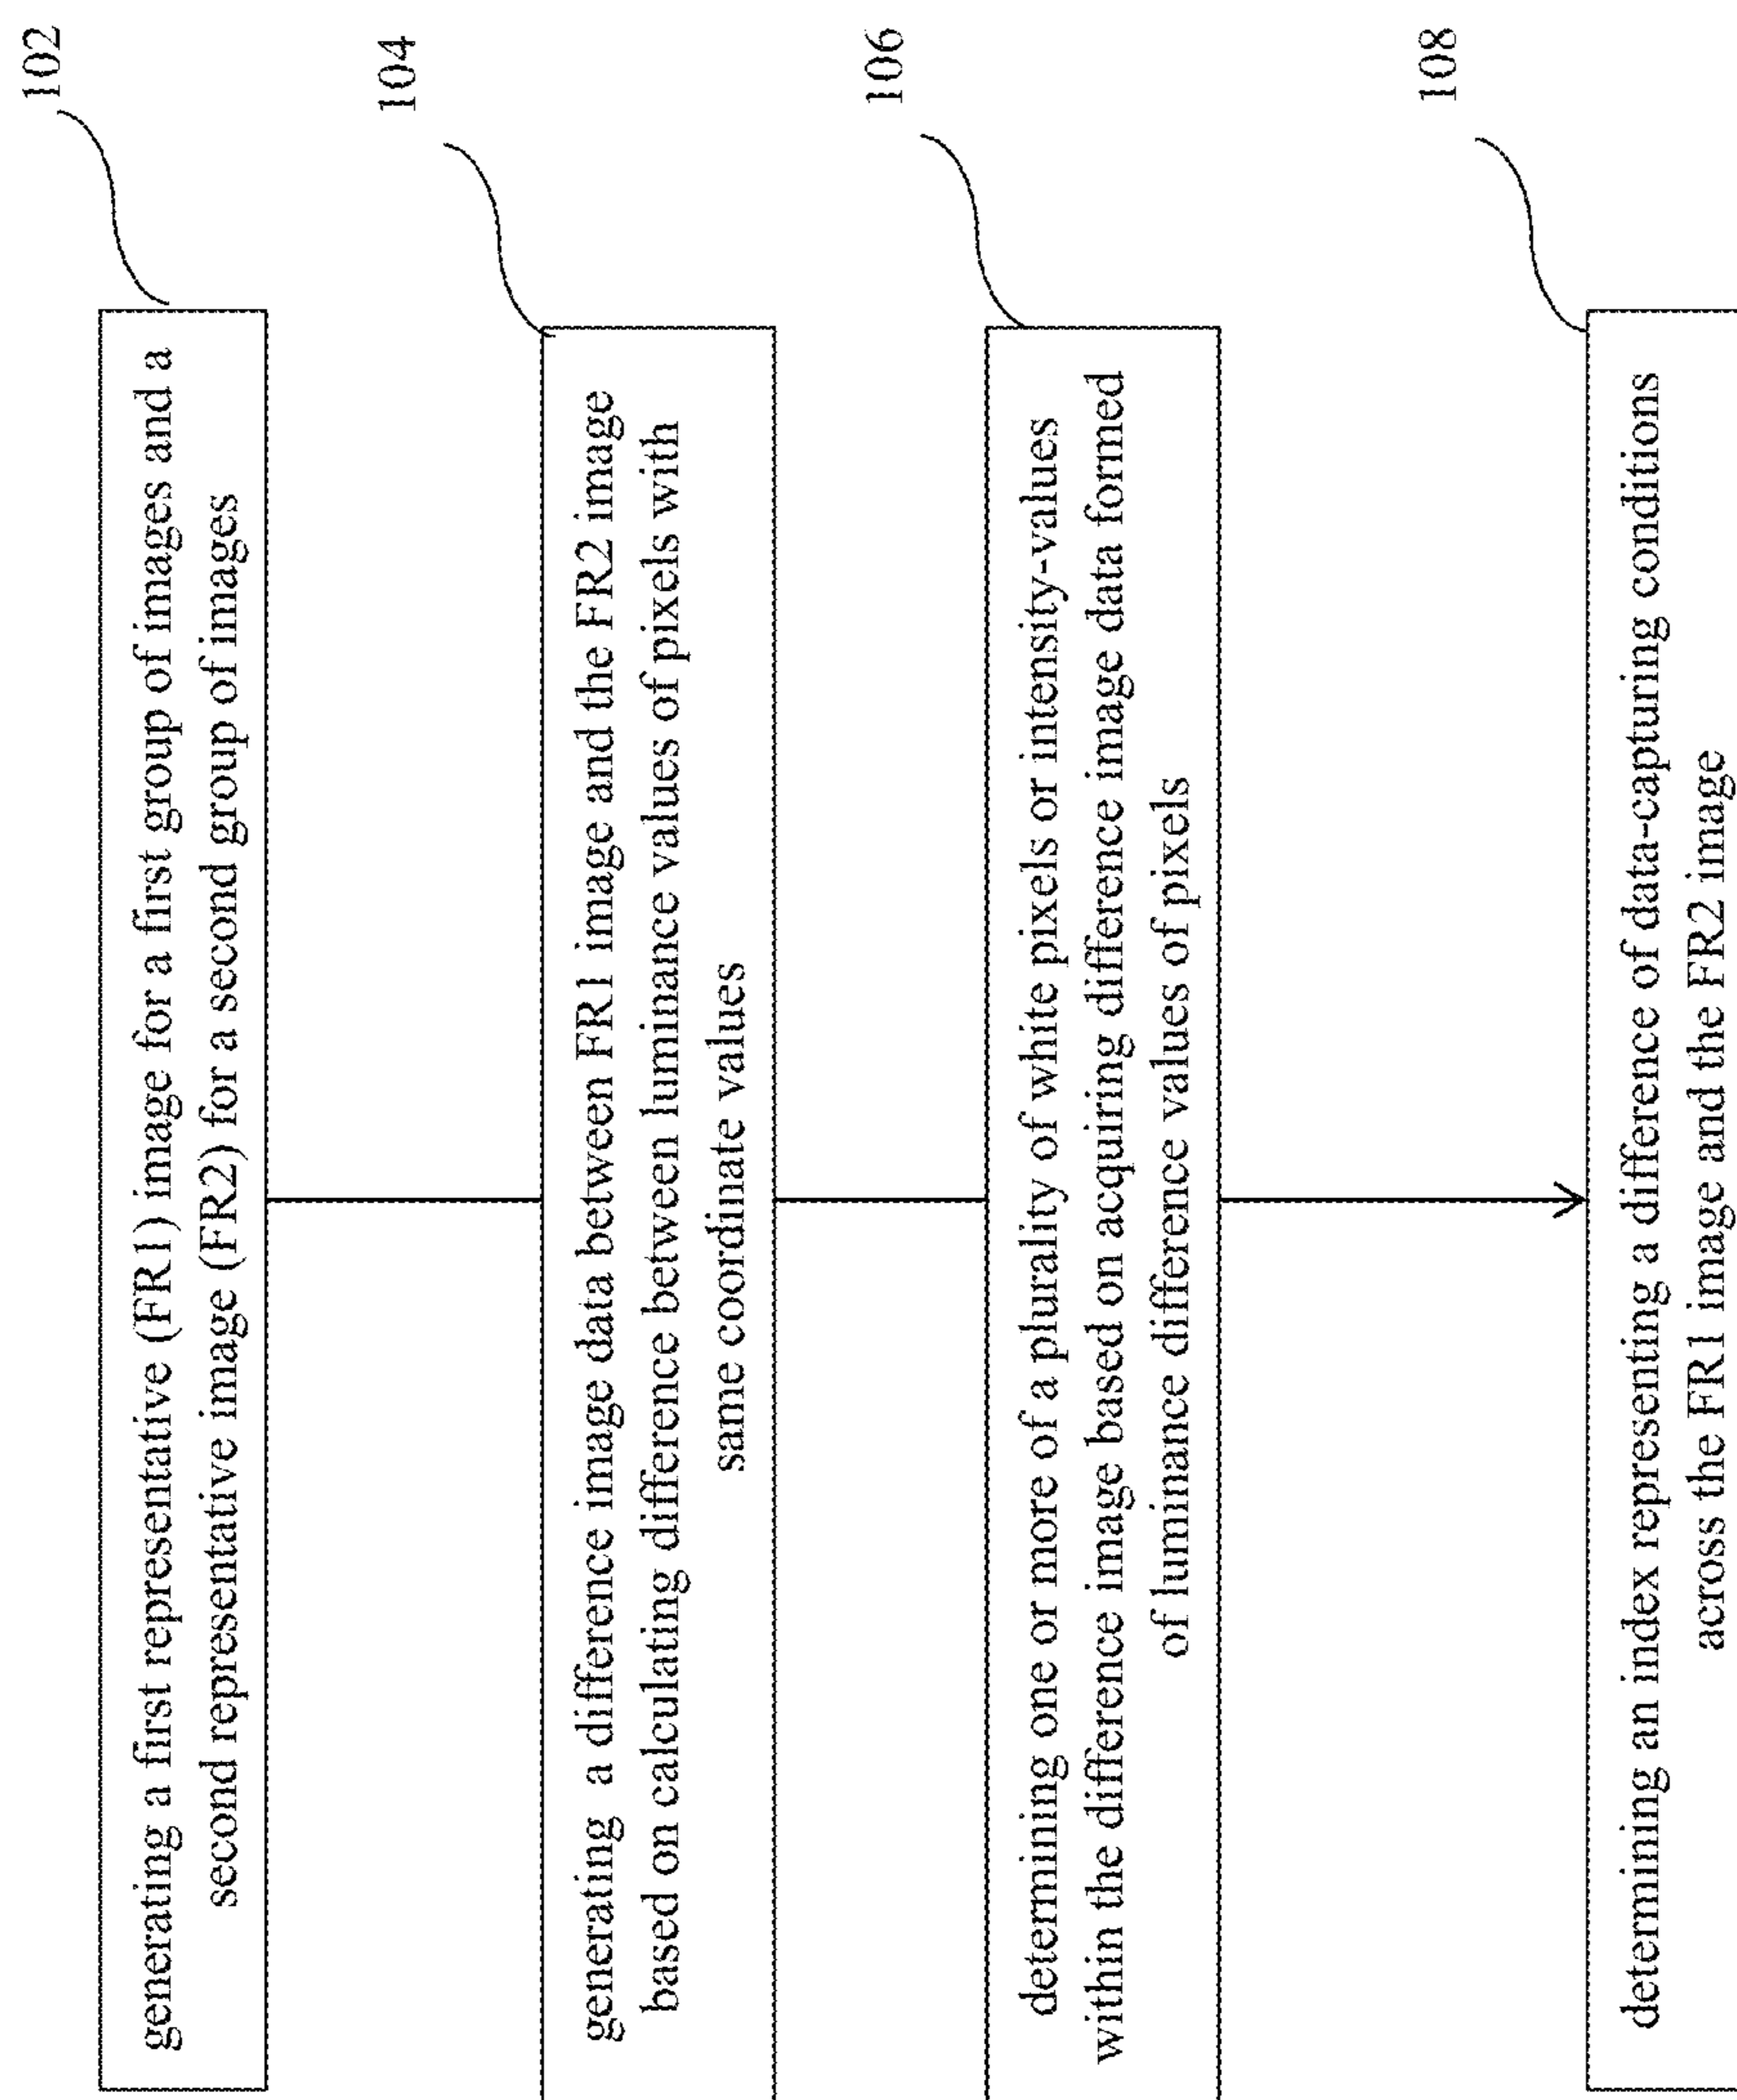 102
generating a first representative (FR1) image for a first group of images and a
second representative image (FR2) for a second group of images
104
generating a difference image data between FR1 image and the FR2 image
based on calculating difference between luminance values of pixels with
same coordinate values
106
determining one or more of a plurality of white pixels or intensity-values
within the difference image based on acquiring difference image data formed
of luminance difference values of pixels
108
determining an index representing a difference of data-capturing conditions
across the FR1 image and the FR2 image